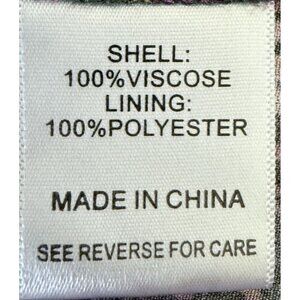 SHELL:
100%VISCOSE
LINING:
100%POLYESTER
MADE IN CHINA
SEE REVERSE FOR CARE